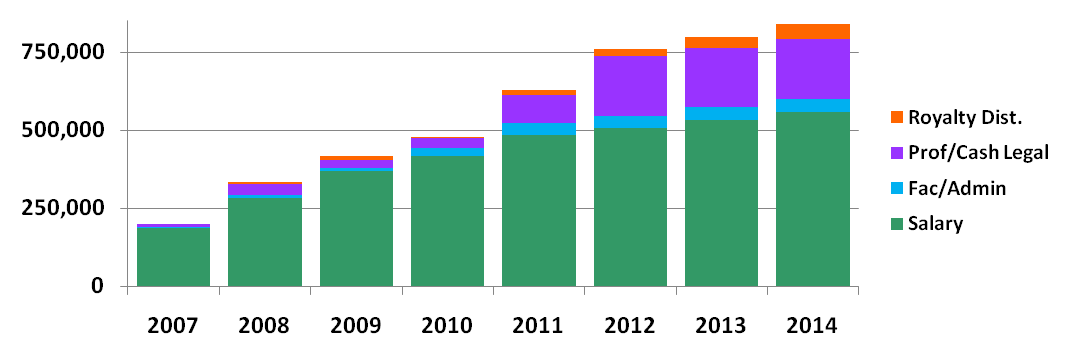 750,000
500,000
250,000
0
2007 2008 2009 2010 2011 2012 2013 2014
Royalty Dist.
Prof/Cash Legal
Fac/Admin
Salary